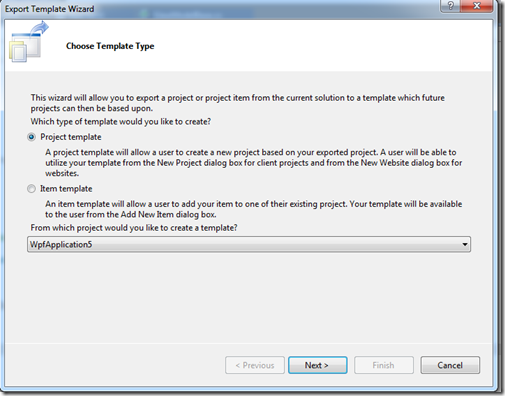 Export Template Wizard
?
Choose Template Type
This wizard will allow you to export a project or project item from the current solution to a template which future
projects can then be based upon.
Which type of template would you like to create?
Project template
A project template will allow a user to create a new project based on your exported project. A user will be able to
utilize your template from the New Project dialog box for client projects and from the New Website dialog box for
websites.
Item template
An item template will allow a user to add your item to one of their existing project. Your template will be available
to the user from the Add New Item dialog box.
From which project would you like to create a template?
WpfApplication5
< Previous Next > Finish Cancel